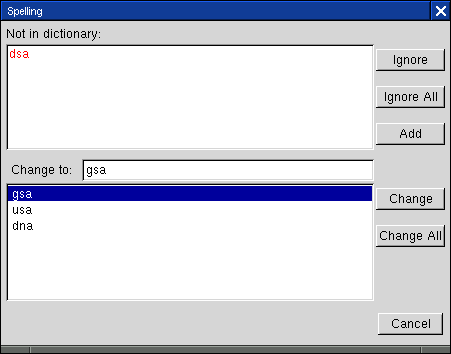 Spelling
Not in dictionary:
dsa
Ignore
Ignore All
Add
Change to: gsa
gsa
usa
dna
Change
Change All
Cancel